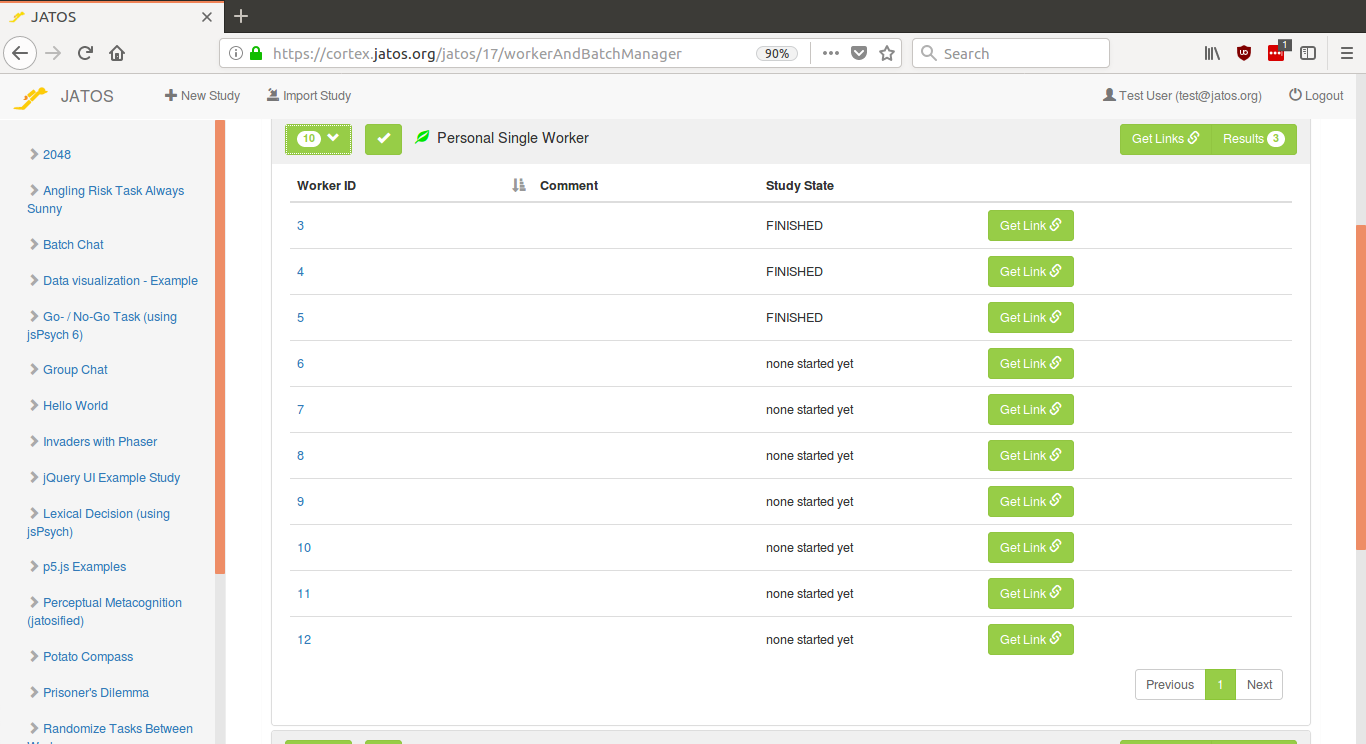 JATOS
https://cortex.jatos.org/jatos/17/workerAndBatchManager
90%
Search
1
JATOS
New Study
Import Study
Test User (test@jatos.org)
Logout
2048
Angling Risk Task Always
Sunny
Batch Chat
Data visualization - Example
Go- / No-Go Task (using
jsPsych 6)
Group Chat
Hello World
Invaders with Phaser
jQuery UI Example Study
Lexical Decision (using
jsPsych)
p5.js Examples
Perceptual Metacognition
(jatosified)
Potato Compass
Prisoner's Dilemma
Randomize Tasks Between
10
Personal Single Worker
Get Links
Results 3
Worker ID Comment Study State
3 FINISHED Get Link
4 FINISHED Get Link
5 FINISHED Get Link
6 none started yet Get Link
7 none started yet Get Link
8 none started yet Get Link
9 none started yet Get Link
10 none started yet Get Link
11 none started yet Get Link
12 none started yet Get Link
Previous 1 Next